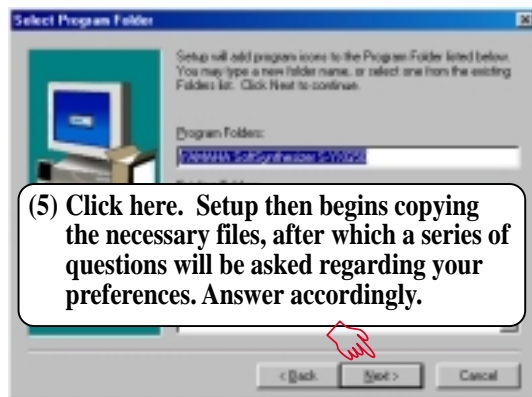 Select Program Folder
Setup will add program icons to the Program Folder listed below.
You may type a new folder name, or select one from the existing
Folders list. Click Next to continue.
Program Folders:
YAMAHA SoftSynthesizer S-YXG50
(5) Click here. Setup then begins copying
the necessary files, after which a series of
questions will be asked regarding your
preferences. Answer accordingly.
< Back Next > Cancel